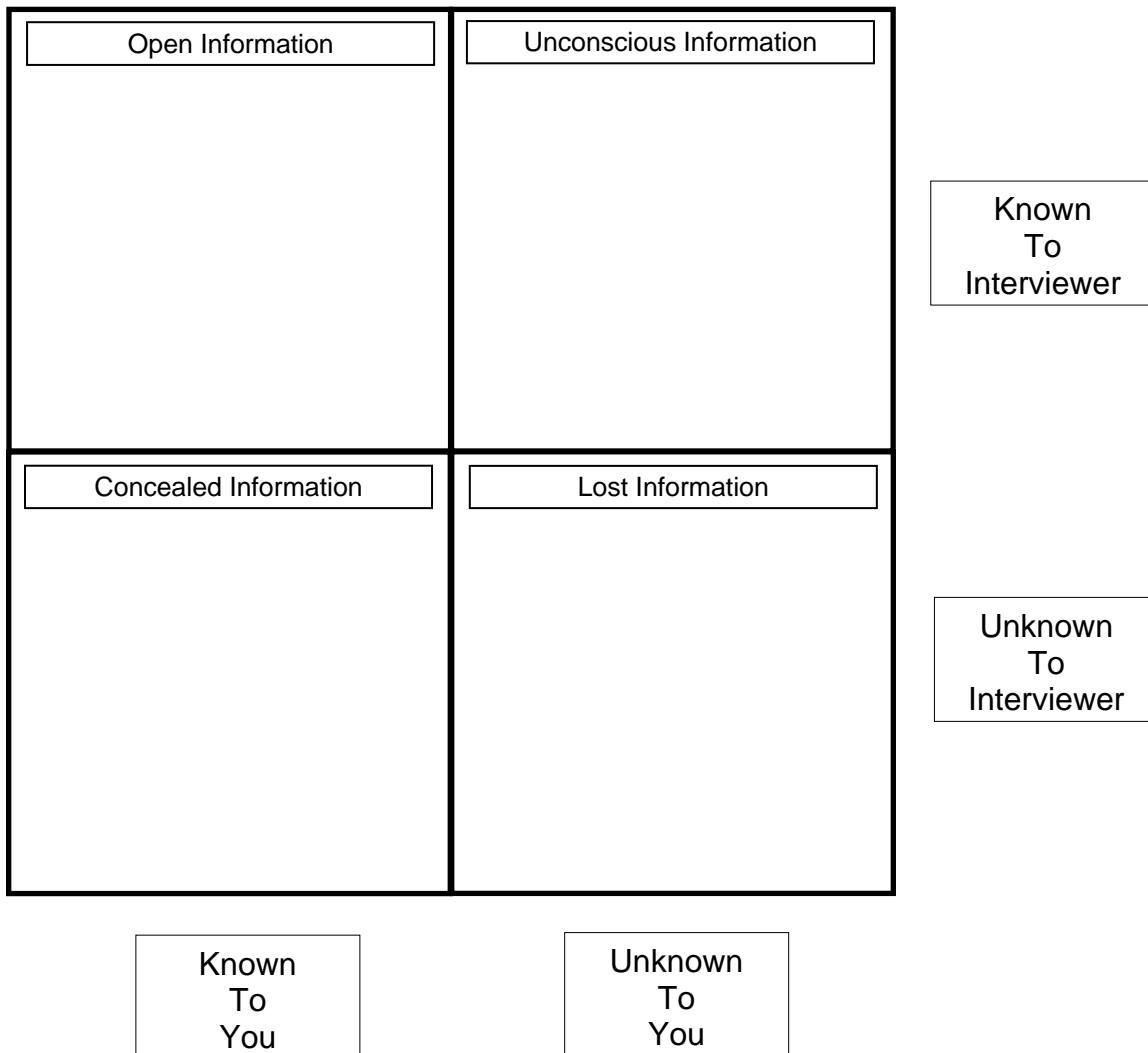 Open Information
Unconscious Information
Known
To
Interviewer
Concealed Information
Lost Information
Unknown
To
Interviewer
Known
To
You
Unknown
To
You